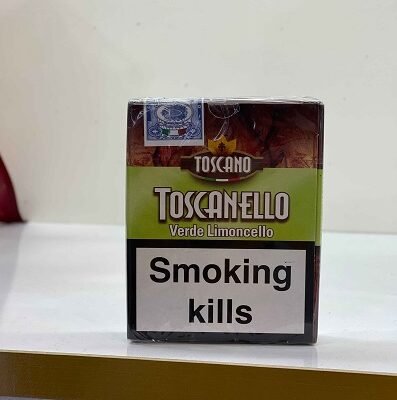 TOSCANO
TOSCANELLO
Verde Limoncello
Smoking
kills